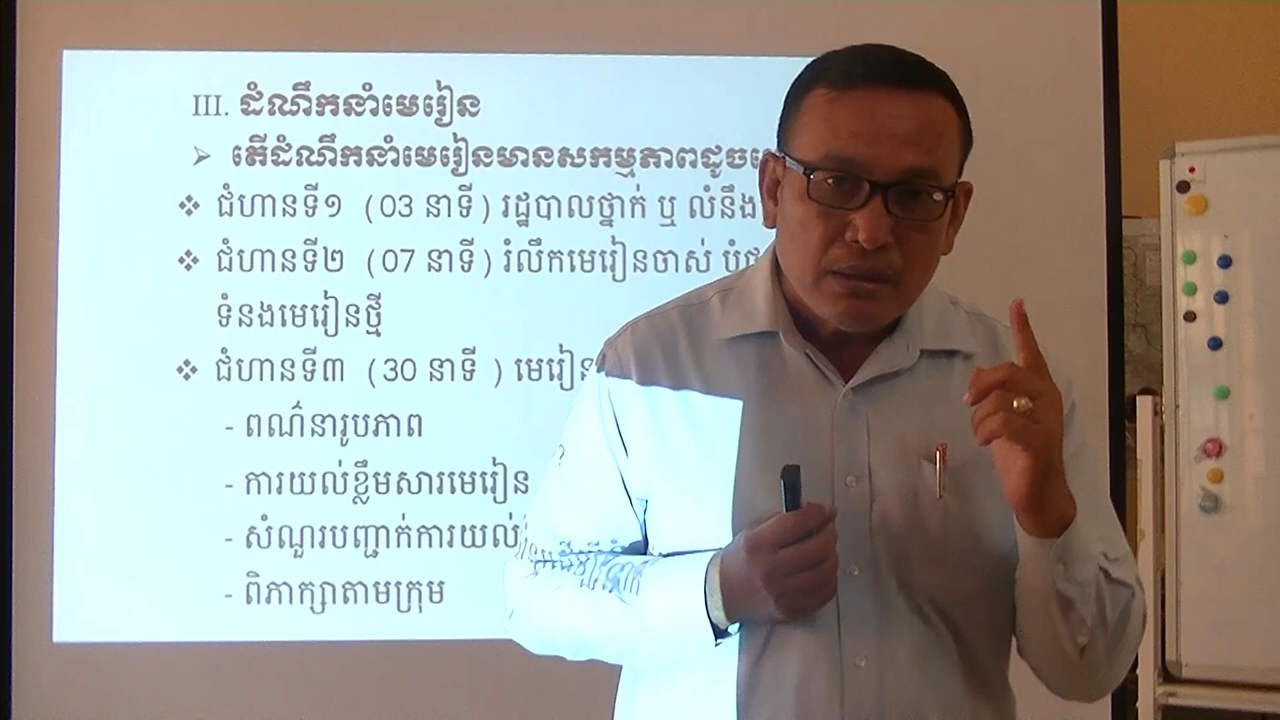 III. ដំណឹកនាំមេរៀន
➢ តើដំណឹកនាំមេរៀនមានសកម្មភាពដូច
❖ ជំហានទី១ (03 នាទី) រដ្ឋបាលថ្នាក់ ឬ លំនឹង
❖ ជំហានទី២ (07 នាទី) រំលឹកមេរៀនចាស់
ទំនងមេរៀនថ្មី
❖ ជំហានទី៣ (30 នាទី ) មេរៀន
- ពណ៌នារូបភាព
- ការយល់ខ្លឹមសារមេរៀន
- សំណួរបញ្ជាក់ការយល់
- ពិភាក្សាតាមក្រុម